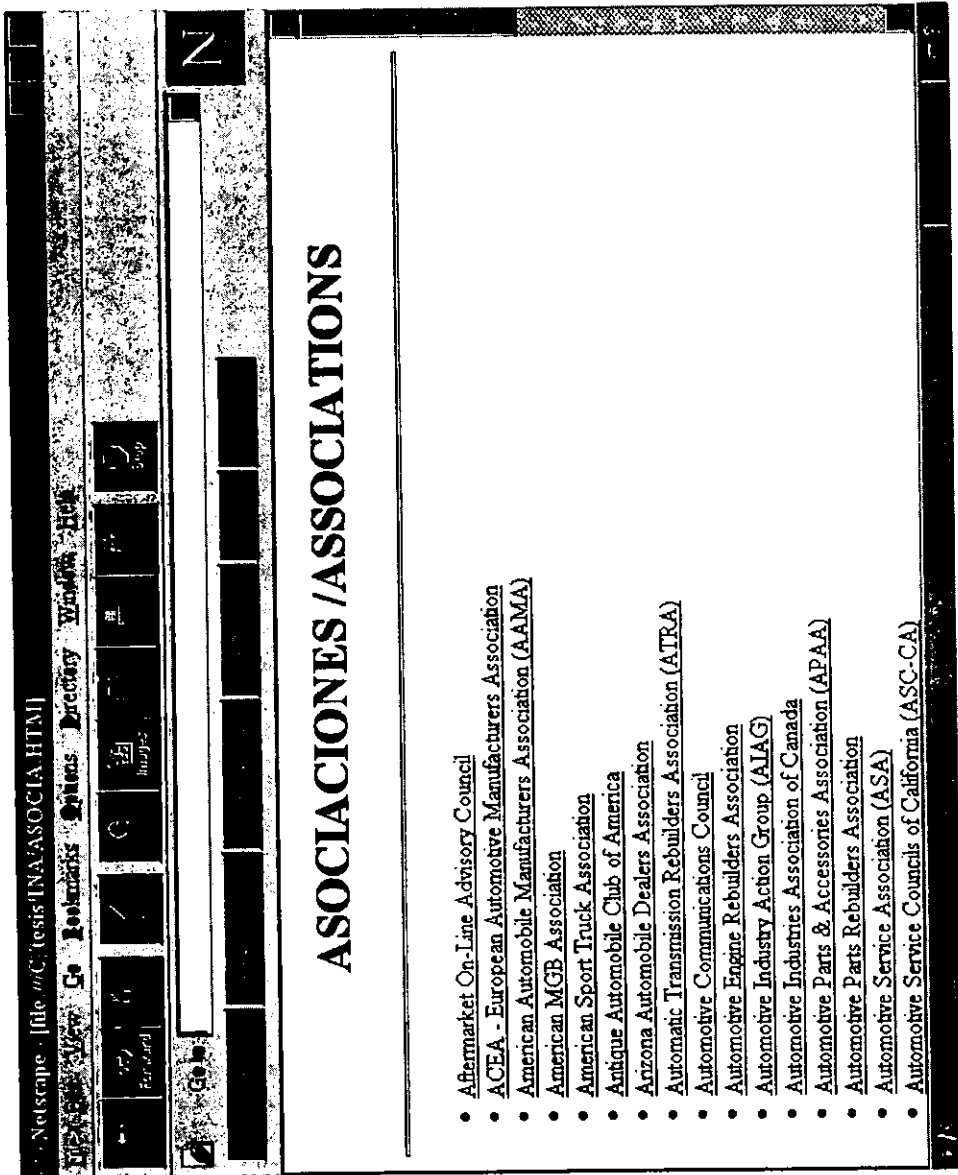 Netscape - [file:///C|/tesis/INA/ASOCIA.HTM]
View Go Bookmarks Options Directory Window Help
Forward Images Stop
Go to:
N
ASOCIACIONES /ASSOCIATIONS
• Aftermarket On-Line Advisory Council
• ACEA - European Automotive Manufacturers Association
• American Automobile Manufacturers Association (AAMA)
• American MGB Association
• American Sport Truck Association
• Antique Automobile Club of America
• Arizona Automobile Dealers Association
• Automatic Transmission Rebuilders Association (ATRA)
• Automotive Communications Council
• Automotive Engine Rebuilders Association
• Automotive Industry Action Group (AIAG)
• Automotive Industries Association of Canada
• Automotive Parts & Accessories Association (APAA)
• Automotive Parts Rebuilders Association
• Automotive Service Association (ASA)
• Automotive Service Councils of California (ASC-CA)